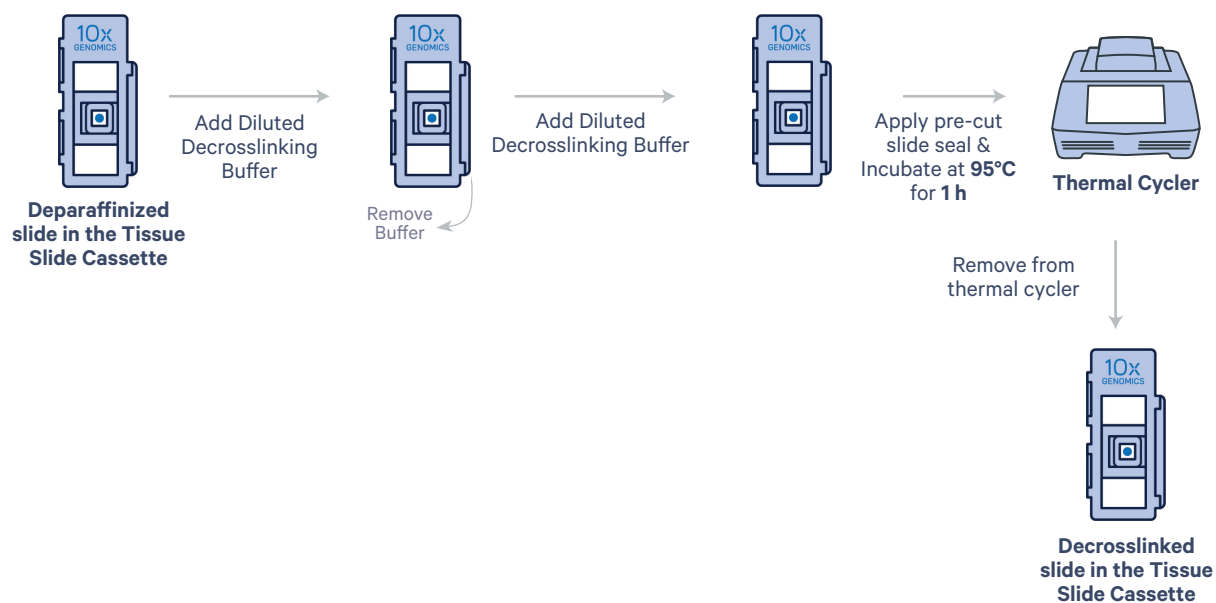 10x
GENOMICS
Deparaffinized
slide in the Tissue
Slide Cassette
Add Diluted
Decrosslinking
Buffer
10x
GENOMICS
Remove
Buffer
Add Diluted
Decrosslinking Buffer
10x
GENOMICS
Apply pre-cut
slide seal &
Incubate at 95°C
for 1 h
Thermal Cycler
Remove from
thermal cycler
10x
GENOMICS
Decrosslinked
slide in the Tissue
Slide Cassette